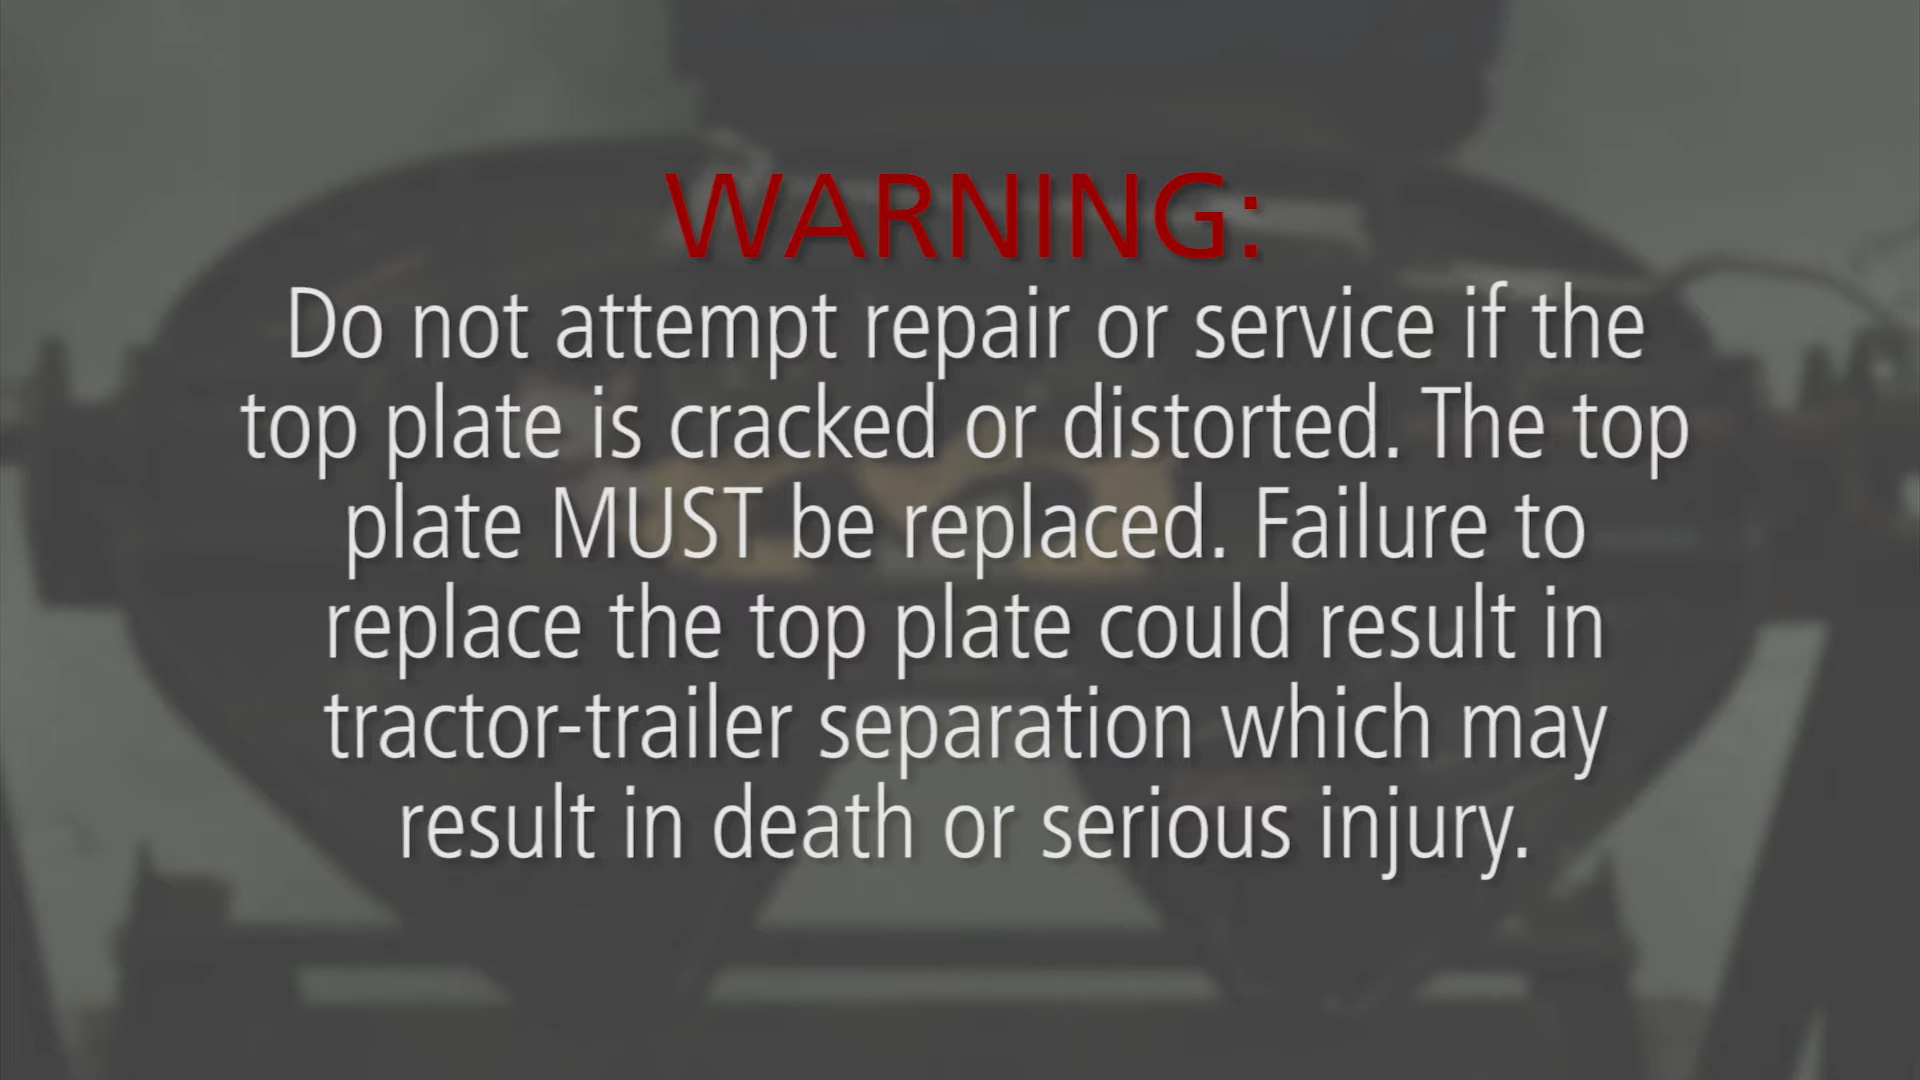 WARNING:
Do not attempt repair or service if the
top plate is cracked or distorted. The top
plate MUST be replaced. Failure to
replace the top plate could result in
tractor-trailer separation which may
result in death or serious injury.